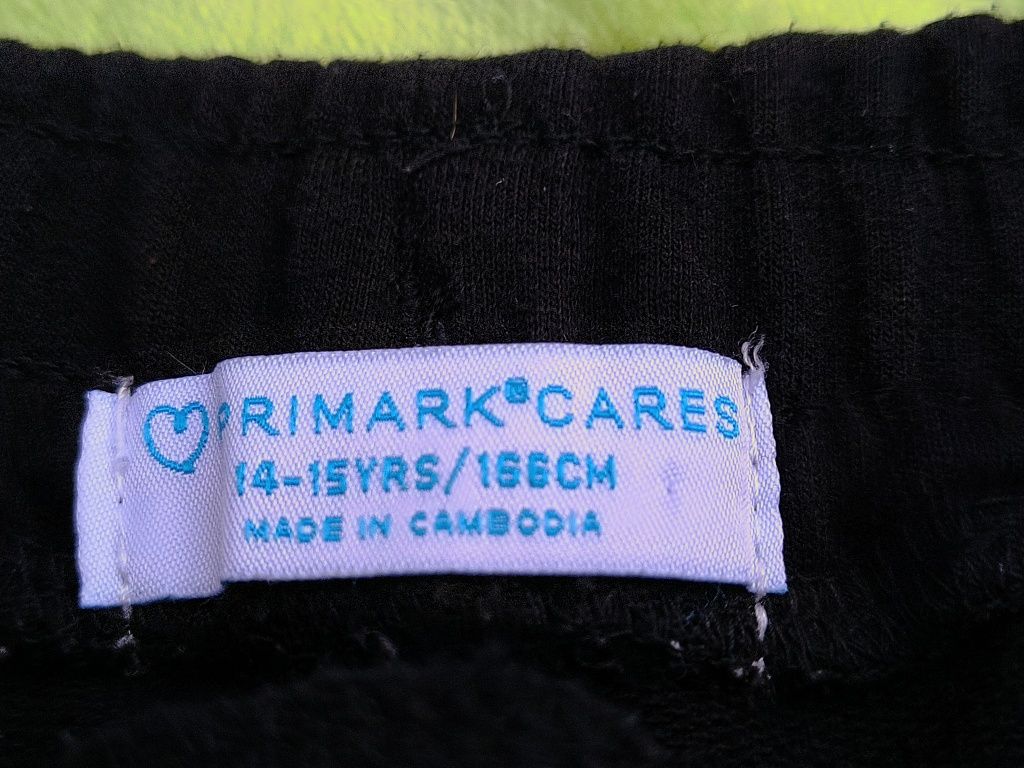 PRIMARK® CARES
14-15YRS/166CM
MADE IN CAMBODIA